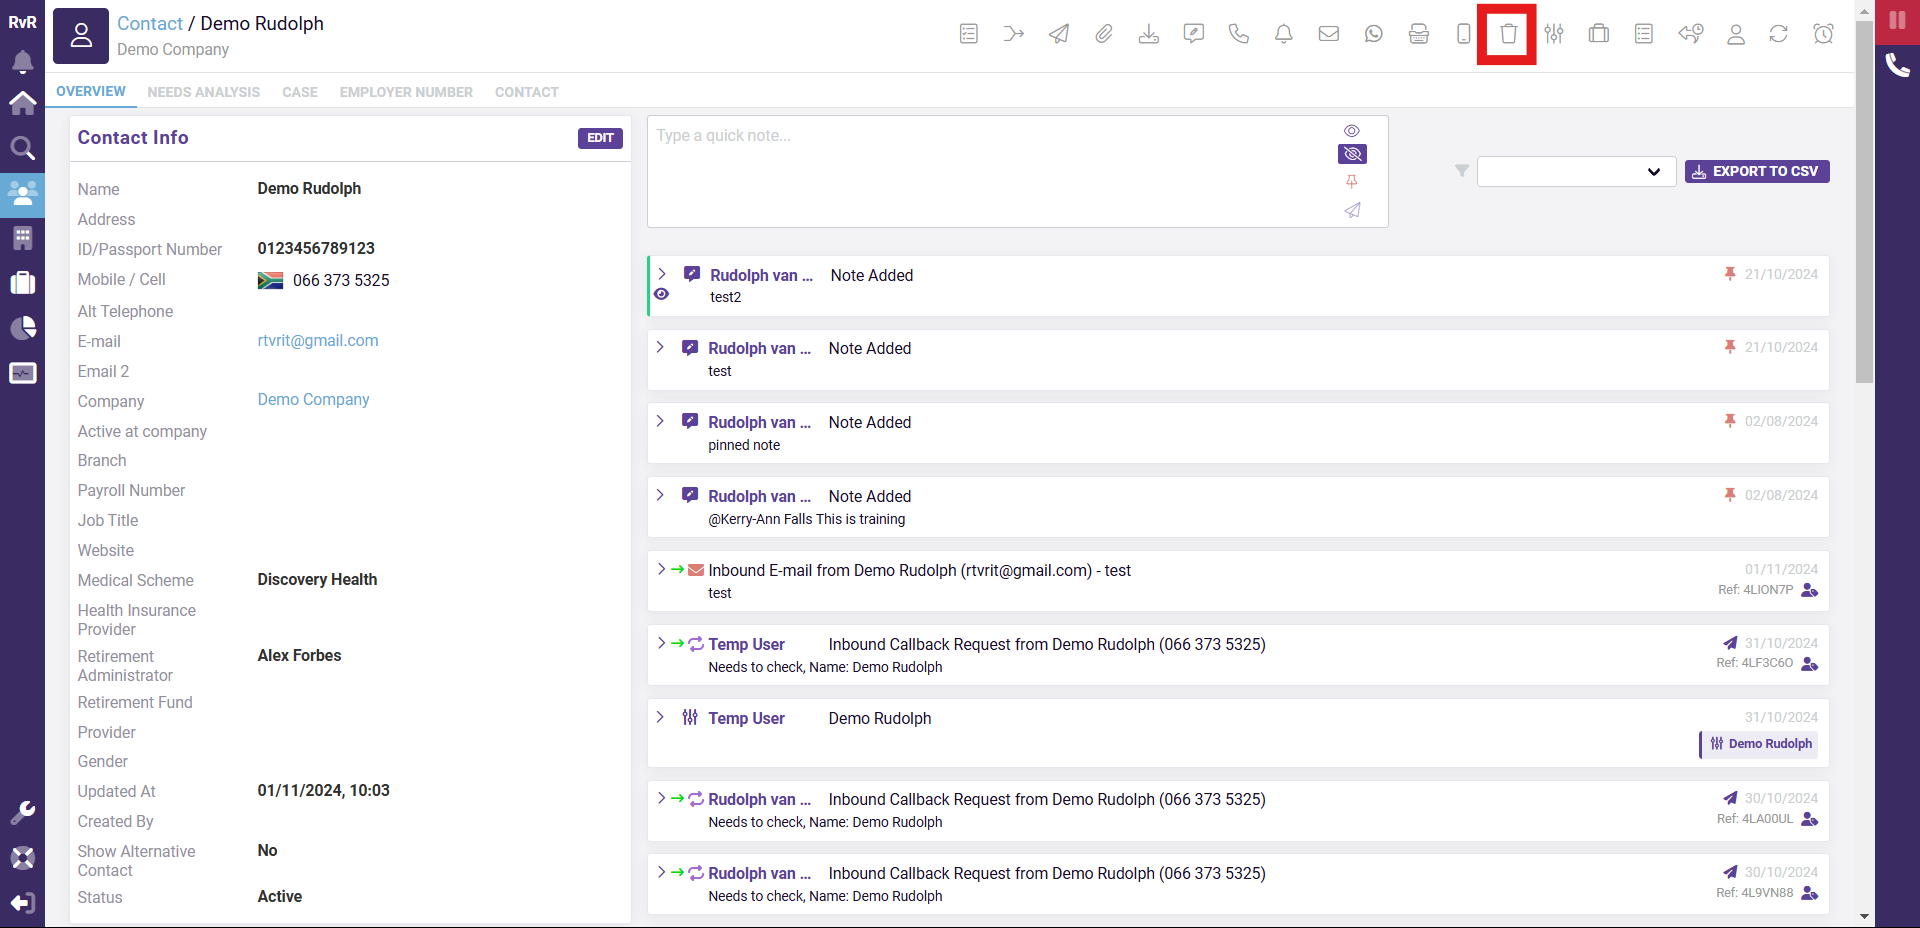 RvR
Contact / Demo Rudolph
Demo Company
OVERVIEW NEEDS ANALYSIS CASE EMPLOYER NUMBER CONTACT
Contact Info EDIT
Name Demo Rudolph
Address
ID/Passport Number 0123456789123
Mobile / Cell 066 373 5325
Alt Telephone
E-mail rtvrit@gmail.com
Email 2
Company Demo Company
Active at company
Branch
Payroll Number
Job Title
Website
Medical Scheme Discovery Health
Health Insurance
Provider
Retirement Alex Forbes
Administrator
Retirement Fund
Provider
Gender
Updated At 01/11/2024, 10:03
Created By
Show Alternative No
Contact
Status Active
Type a quick note...
EXPORT TO CSV
Rudolph van ... Note Added 21/10/2024
test2
Rudolph van ... Note Added 21/10/2024
test
Rudolph van ... Note Added 02/08/2024
pinned note
Rudolph van ... Note Added 02/08/2024
@Kerry-Ann Falls This is training
Inbound E-mail from Demo Rudolph (rtvrit@gmail.com) - test 01/11/2024
test Ref: 4LION7P
Temp User Inbound Callback Request from Demo Rudolph (066 373 5325) 31/10/2024
Needs to check, Name: Demo Rudolph Ref: 4LF3C6O
Temp User Demo Rudolph 31/10/2024
Demo Rudolph
Rudolph van ... Inbound Callback Request from Demo Rudolph (066 373 5325) 30/10/2024
Needs to check, Name: Demo Rudolph Ref: 4LA00UL
Rudolph van ... Inbound Callback Request from Demo Rudolph (066 373 5325) 30/10/2024
Needs to check, Name: Demo Rudolph Ref: 4L9VN88